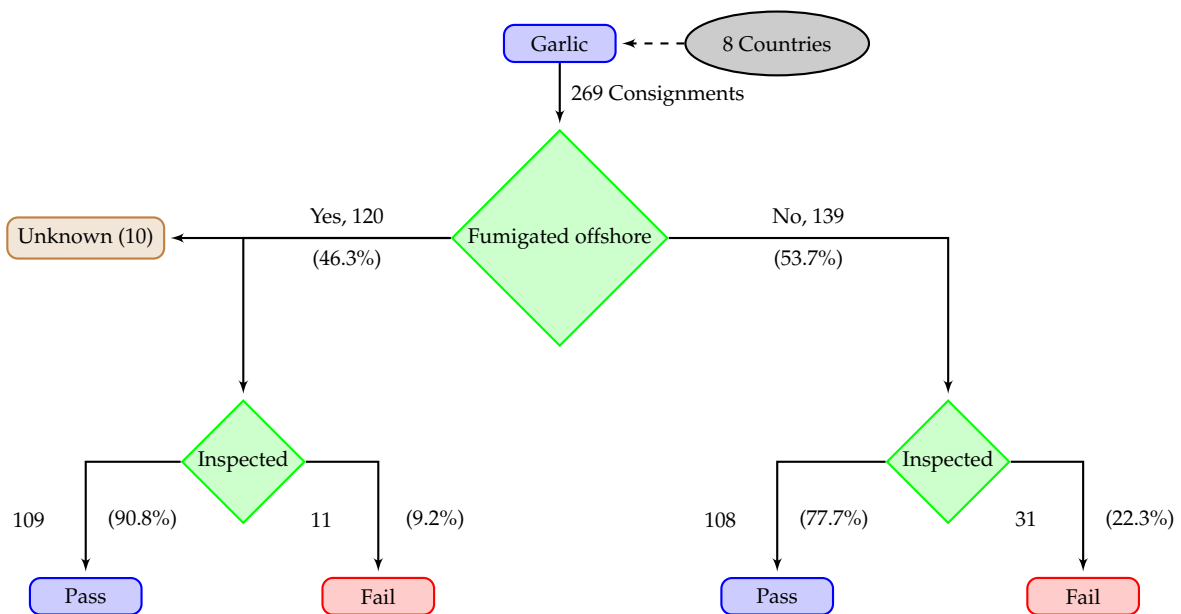 Garlic
8 Countries
269 Consignments
Yes, 120
No, 139
Unknown (10)
Fumigated offshore
(46.3%)
(53.7%)
Inspected
Inspected
109
(90.8%)
11
(9.2%)
108
(77.7%)
31
(22.3%)
Pass
Fail
Pass
Fail